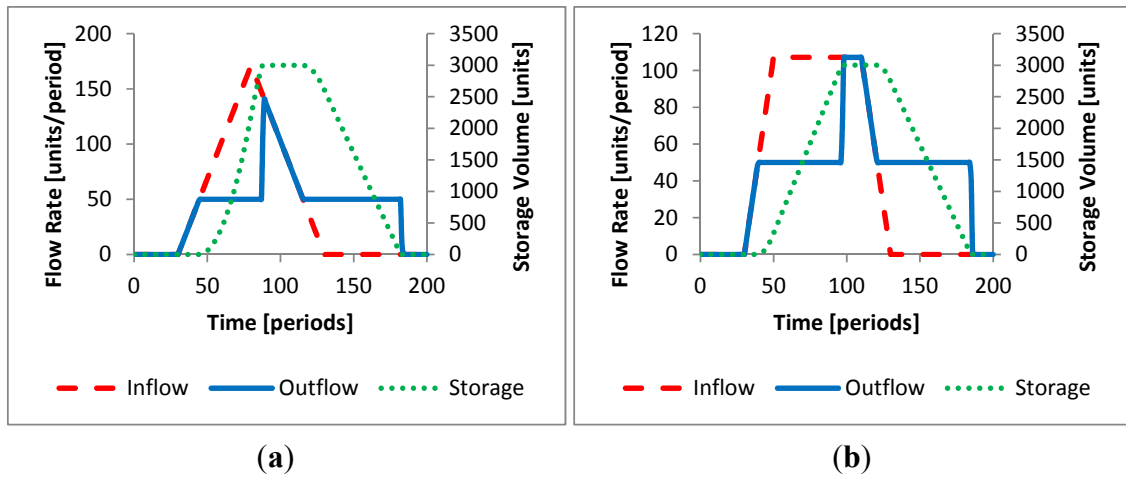 200
150
100
50
0
3500
3000
2500
2000
1500
1000
500
0
0 50 100 150 200
Flow Rate [units/period]
Storage Volume [units]
Time [periods]
Inflow Outflow Storage
120
100
80
60
40
20
0
3500
3000
2500
2000
1500
1000
500
0
0 50 100 150 200
Flow Rate [units/period]
Storage Volume [units]
Time [periods]
Inflow Outflow Storage
(a) (b)